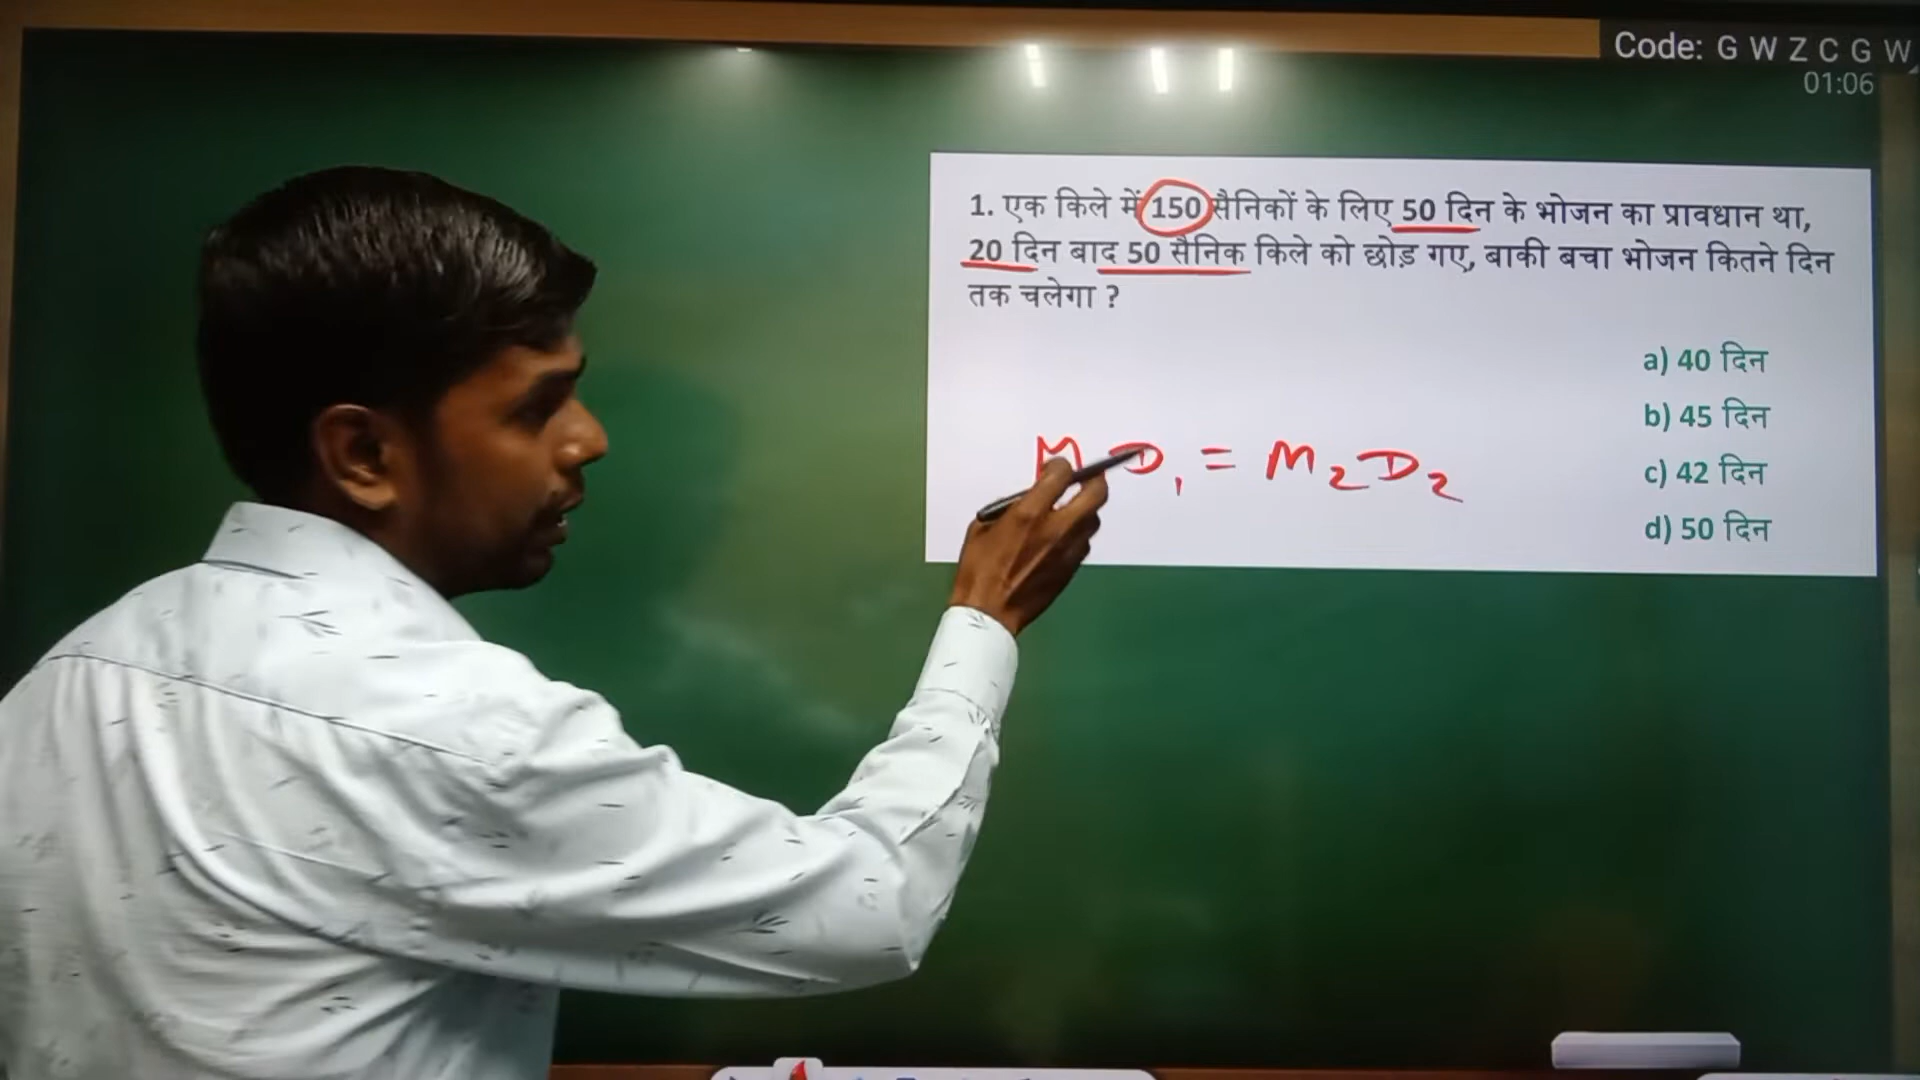 Code: G W Z C G W
01:06
1. एक किले में 150 सैनिकों के लिए 50 दिन के भोजन का प्रावधान था,
20 दिन बाद 50 सैनिक किले को छोड़ गए, बाकी बचा भोजन कितने दिन
तक चलेगा ?
a) 40 दिन
b) 45 दिन
c) 42 दिन
d) 50 दिन
M D₁ = M₂D₂